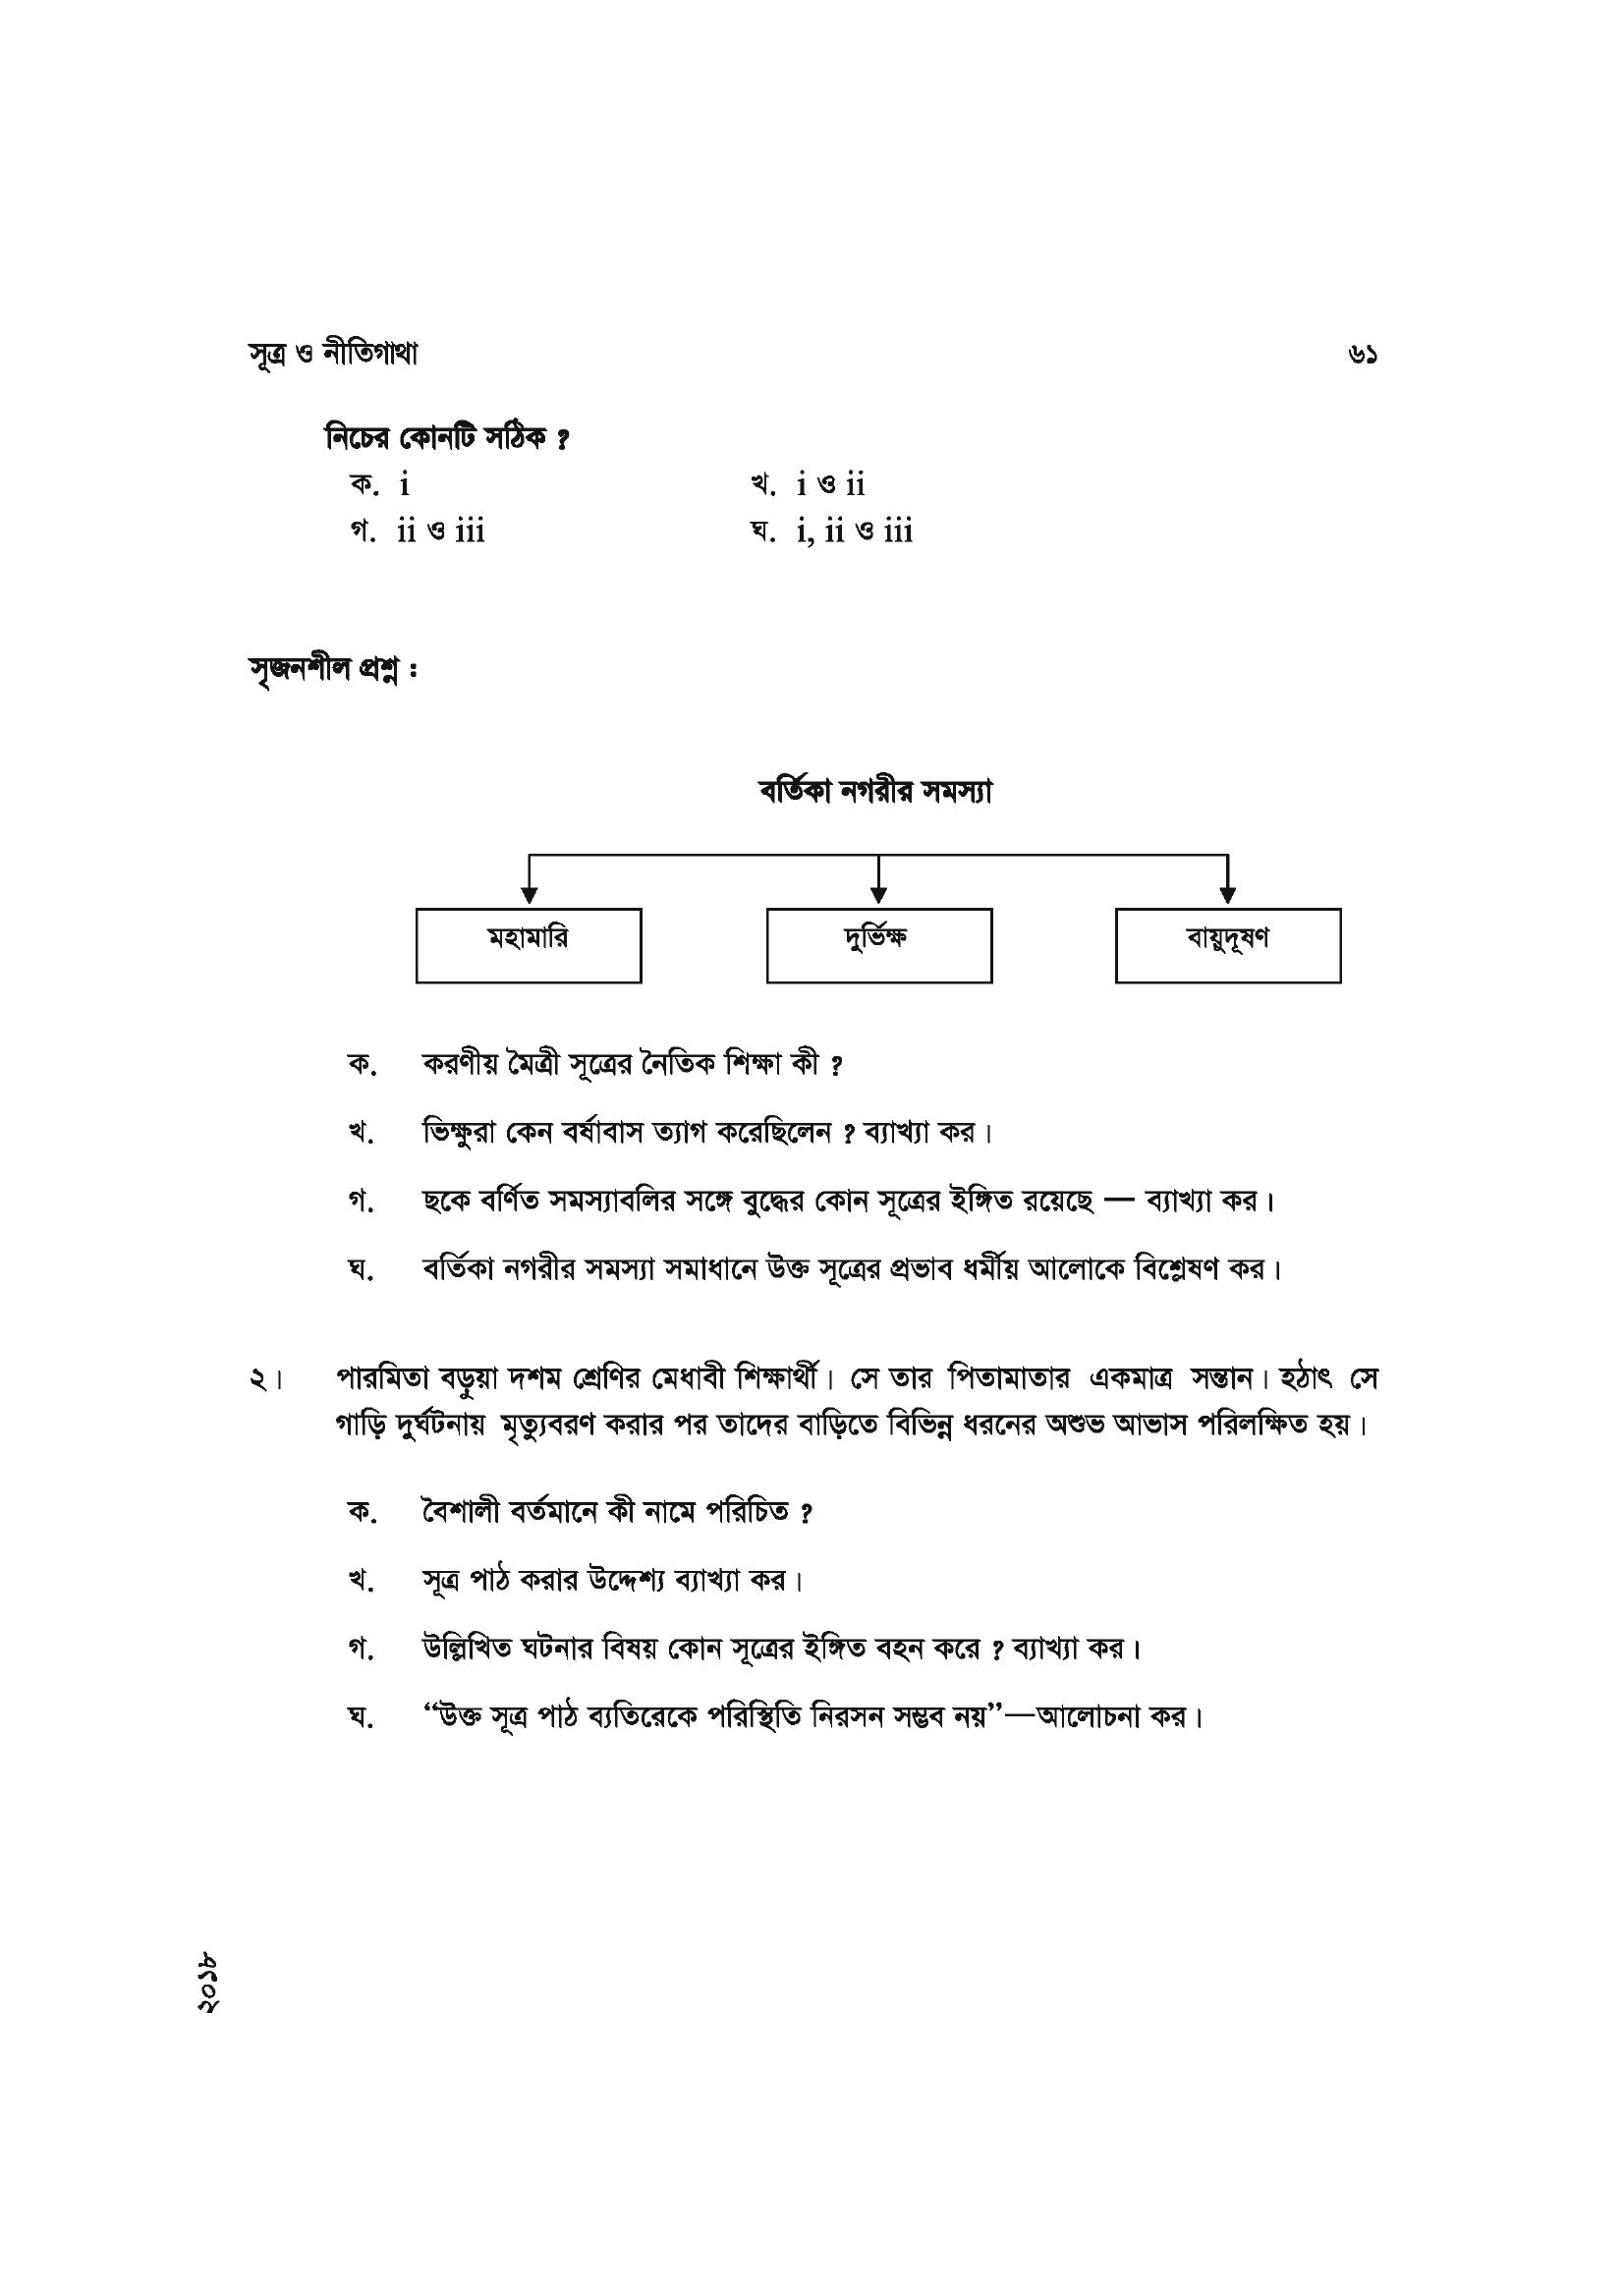 সূত্র ও নীতিগাথা ৬১
নিচের কোনটি সঠিক ?
ক. i খ. i ও ii
গ. ii ও iii ঘ. i, ii ও iii
সৃজনশীল প্রশ্ন :
বর্তিকা নগরীর সমস্যা
মহামারি দুর্ভিক্ষ বায়ুদূষণ
ক. করণীয় মৈত্রী সূত্রের নৈতিক শিক্ষা কী ?
খ. ভিক্ষুরা কেন বর্ষাবাস ত্যাগ করেছিলেন ? ব্যাখ্যা কর।
গ. ছকে বর্ণিত সমস্যাবলির সঙ্গে বুদ্ধের কোন সূত্রের ইঙ্গিত রয়েছে — ব্যাখ্যা কর।
ঘ. বর্তিকা নগরীর সমস্যা সমাধানে উক্ত সূত্রের প্রভাব ধর্মীয় আলোকে বিশ্লেষণ কর।
২। পারমিতা বড়ুয়া দশম শ্রেণির মেধাবী শিক্ষার্থী। সে তার পিতামাতার একমাত্র সন্তান। হঠাৎ সে
গাড়ি দুর্ঘটনায় মৃত্যুবরণ করার পর তাদের বাড়িতে বিভিন্ন ধরনের অশুভ আভাস পরিলক্ষিত হয়।
ক. বৈশালী বর্তমানে কী নামে পরিচিত ?
খ. সূত্র পাঠ করার উদ্দেশ্য ব্যাখ্যা কর।
গ. উল্লিখিত ঘটনার বিষয় কোন সূত্রের ইঙ্গিত বহন করে ? ব্যাখ্যা কর।
ঘ. “উক্ত সূত্র পাঠ ব্যতিরেকে পরিস্থিতি নিরসন সম্ভব নয়”—আলোচনা কর।
২০১৮